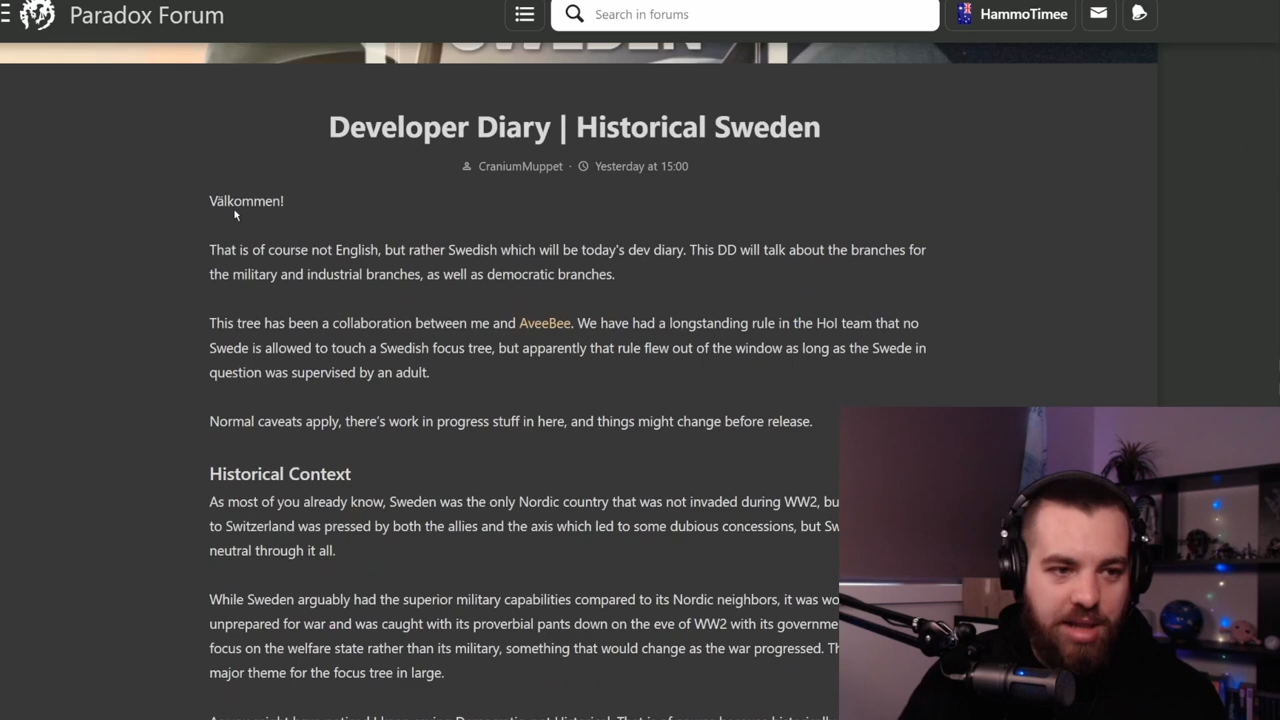 Paradox Forum
Search in forums
HammoTimee
SWEDEN
Developer Diary | Historical Sweden
CraniumMuppet · Yesterday at 15:00
Välkommen!
That is of course not English, but rather Swedish which will be today's dev diary. This DD will talk about the branches for
the military and industrial branches, as well as democratic branches.
This tree has been a collaboration between me and AveeBee. We have had a longstanding rule in the HoI team that no
Swede is allowed to touch a Swedish focus tree, but apparently that rule flew out of the window as long as the Swede in
question was supervised by an adult.
Normal caveats apply, there's work in progress stuff in here, and things might change before release.
Historical Context
As most of you already know, Sweden was the only Nordic country that was not invaded during WW2, bu
to Switzerland was pressed by both the allies and the axis which led to some dubious concessions, but Sw
neutral through it all.
While Sweden arguably had the superior military capabilities compared to its Nordic neighbors, it was wo
unprepared for war and was caught with its proverbial pants down on the eve of WW2 with its governme
focus on the welfare state rather than its military, something that would change as the war progressed. Th
major theme for the focus tree in large.